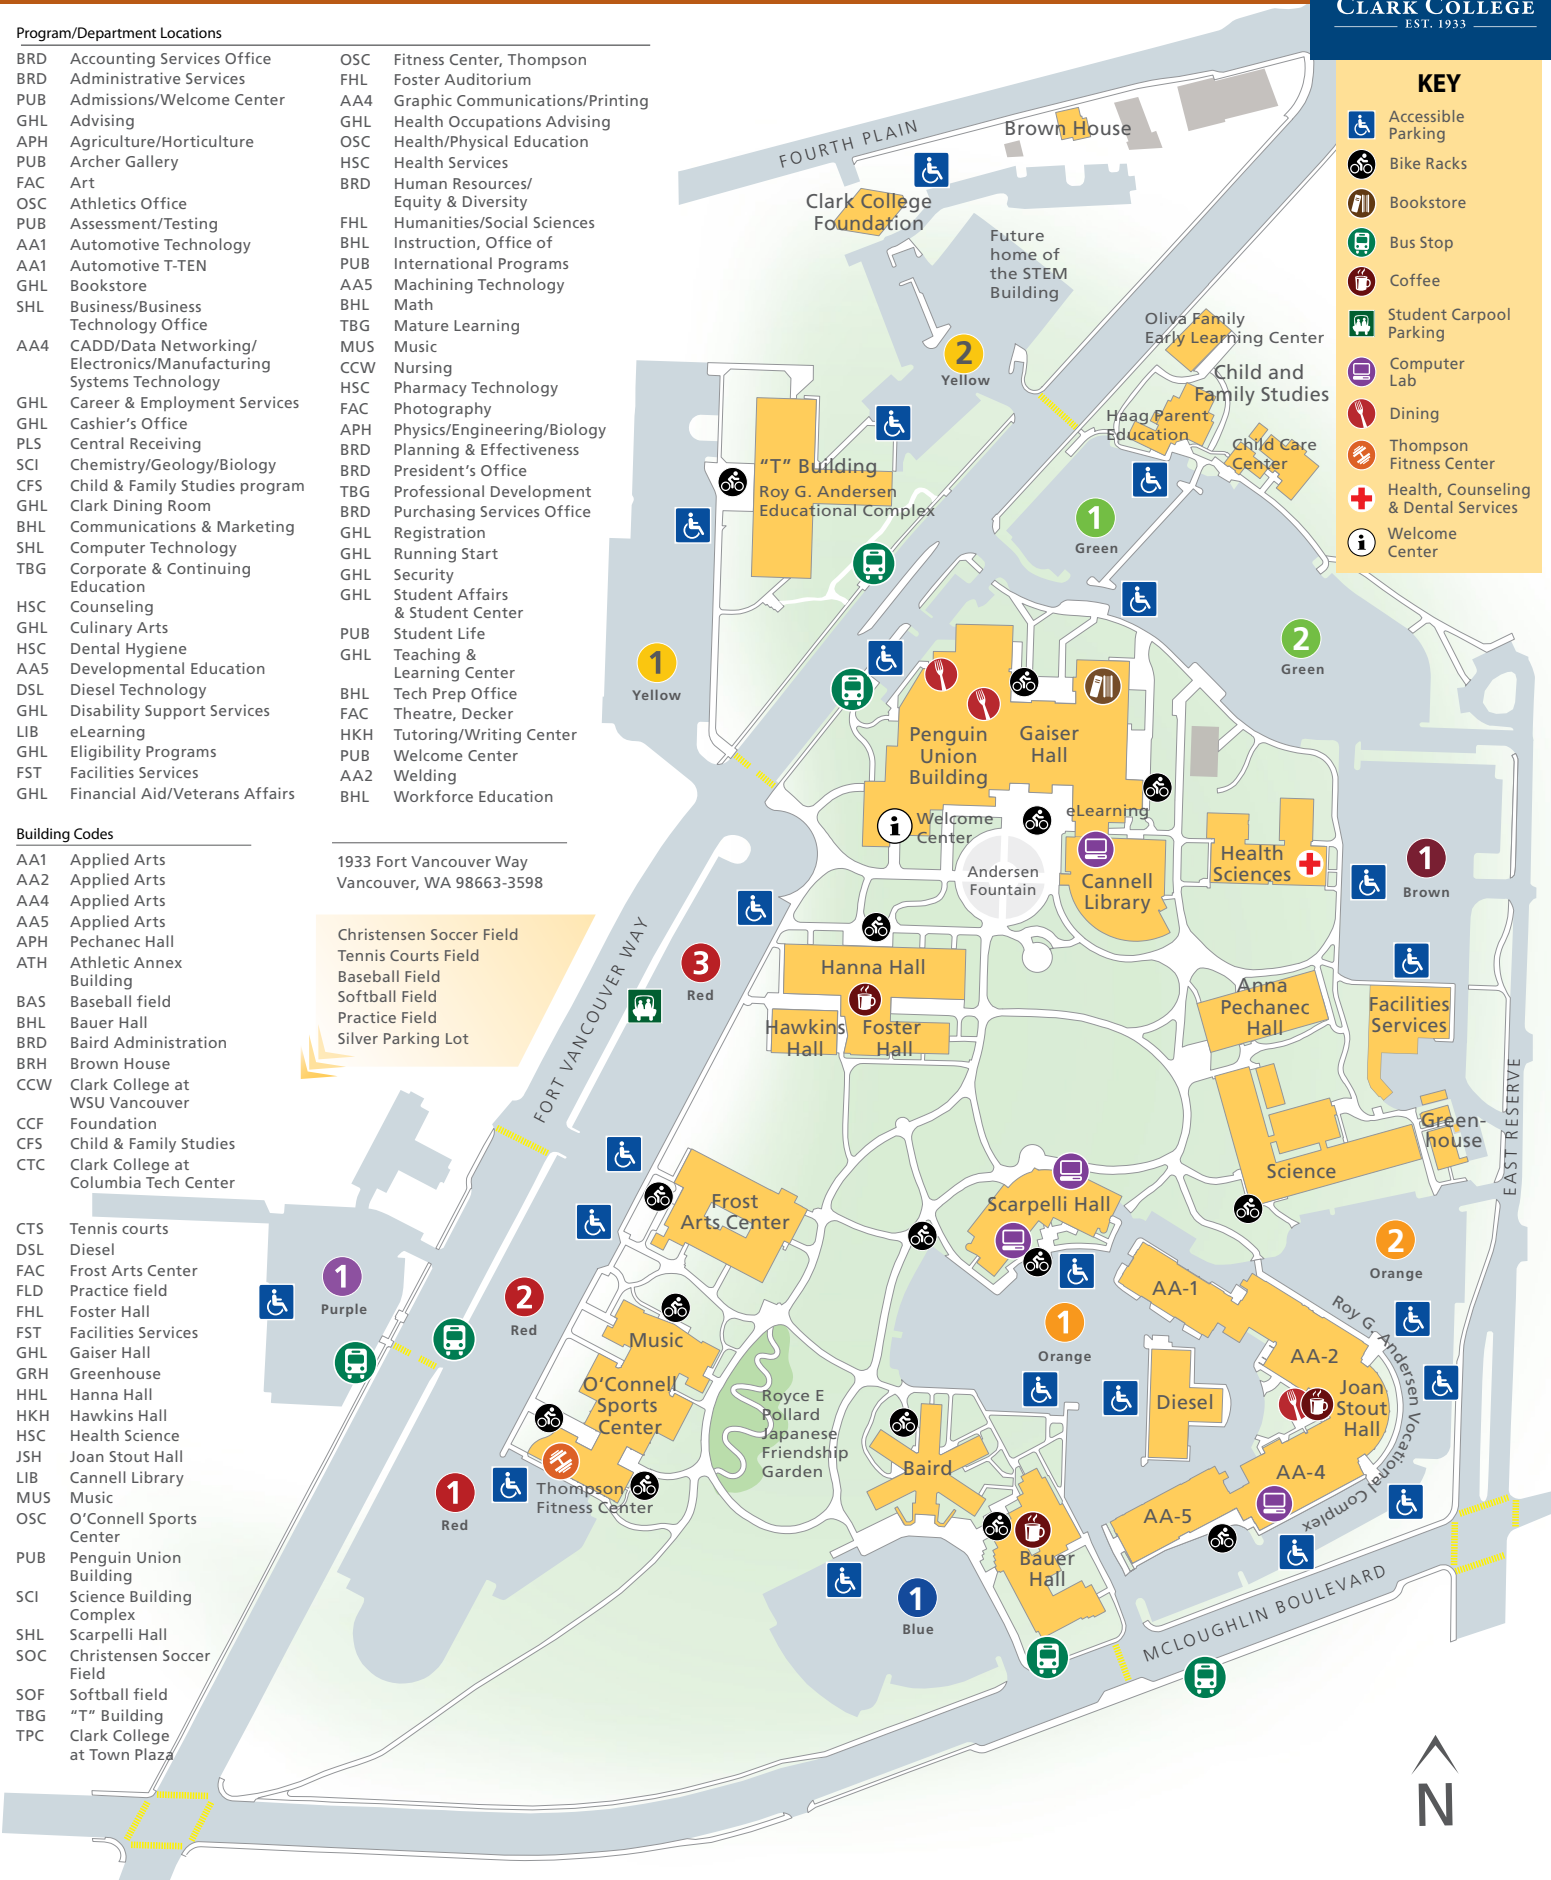 CLARK COLLEGE
EST. 1933
Program/Department Locations
BRD Accounting Services Office
BRD Administrative Services
PUB Admissions/Welcome Center
GHL Advising
APH Agriculture/Horticulture
PUB Archer Gallery
FAC Art
OSC Athletics Office
PUB Assessment/Testing
AA1 Automotive Technology
AA1 Automotive T-TEN
GHL Bookstore
SHL Business/Business
Technology Office
AA4 CADD/Data Networking/
Electronics/Manufacturing
Systems Technology
GHL Career & Employment Services
GHL Cashier's Office
PLS Central Receiving
SCI Chemistry/Geology/Biology
CFS Child & Family Studies program
GHL Clark Dining Room
BHL Communications & Marketing
SHL Computer Technology
TBG Corporate & Continuing
Education
HSC Counseling
GHL Culinary Arts
HSC Dental Hygiene
AA5 Developmental Education
DSL Diesel Technology
GHL Disability Support Services
LIB eLearning
GHL Eligibility Programs
FST Facilities Services
GHL Financial Aid/Veterans Affairs
OSC Fitness Center, Thompson
FHL Foster Auditorium
AA4 Graphic Communications/Printing
GHL Health Occupations Advising
OSC Health/Physical Education
HSC Health Services
BRD Human Resources/
Equity & Diversity
FHL Humanities/Social Sciences
BHL Instruction, Office of
PUB International Programs
AA5 Machining Technology
BHL Math
TBG Mature Learning
MUS Music
CCW Nursing
HSC Pharmacy Technology
FAC Photography
APH Physics/Engineering/Biology
BRD Planning & Effectiveness
BRD President's Office
TBG Professional Development
BRD Purchasing Services Office
GHL Registration
GHL Running Start
GHL Security
GHL Student Affairs
& Student Center
PUB Student Life
GHL Teaching &
Learning Center
BHL Tech Prep Office
FAC Theatre, Decker
HKH Tutoring/Writing Center
PUB Welcome Center
AA2 Welding
BHL Workforce Education
Building Codes
AA1 Applied Arts
AA2 Applied Arts
AA4 Applied Arts
AA5 Applied Arts
APH Pechanec Hall
ATH Athletic Annex
Building
BAS Baseball field
BHL Bauer Hall
BRD Baird Administration
BRH Brown House
CCW Clark College at
WSU Vancouver
CCF Foundation
CFS Child & Family Studies
CTC Clark College at
Columbia Tech Center
CTS Tennis courts
DSL Diesel
FAC Frost Arts Center
FLD Practice field
FHL Foster Hall
FST Facilities Services
GHL Gaiser Hall
GRH Greenhouse
HHL Hanna Hall
HKH Hawkins Hall
HSC Health Science
JSH Joan Stout Hall
LIB Cannell Library
MUS Music
OSC O'Connell Sports
Center
PUB Penguin Union
Building
SCI Science Building
Complex
SHL Scarpelli Hall
SOC Christensen Soccer
Field
SOF Softball field
TBG "T" Building
TPC Clark College
at Town Plaza
1933 Fort Vancouver Way
Vancouver, WA 98663-3598
Christensen Soccer Field
Tennis Courts Field
Baseball Field
Softball Field
Practice Field
Silver Parking Lot
KEY
Accessible
Parking
Bike Racks
Bookstore
Bus Stop
Coffee
Student Carpool
Parking
Computer
Lab
Dining
Thompson
Fitness Center
Health, Counseling
& Dental Services
i
Welcome
Center
FOURTH PLAIN
Brown House
Clark College
Foundation
Future
home of
the STEM
Building
2
Yellow
Oliva Family
Early Learning Center
Child and
Family Studies
Haag Parent
Education
Child Care
Center
"T" Building
Roy G. Andersen
Educational Complex
1
Green
2
Green
1
Yellow
Penguin
Union
Building
Gaiser
Hall
i
Welcome
Center
eLearning
Andersen
Fountain
Cannell
Library
Health
Sciences
1
Brown
FORT VANCOUVER WAY
3
Red
Hanna Hall
Hawkins
Hall
Foster
Hall
Anna
Pechanec
Hall
Facilities
Services
Green-
house
EAST RESERVE
Science
Scarpelli Hall
Frost
Arts Center
1
Purple
2
Red
Music
O'Connell
Sports
Center
Thompson
Fitness Center
1
Red
Royce E
Pollard
Japanese
Friendship
Garden
1
Orange
2
Orange
AA-1
AA-2
Roy G. Andersen Vocational Complex
Diesel
Joan
Stout
Hall
AA-4
AA-5
Baird
Bauer
Hall
1
Blue
MCLOUGHLIN BOULEVARD
N